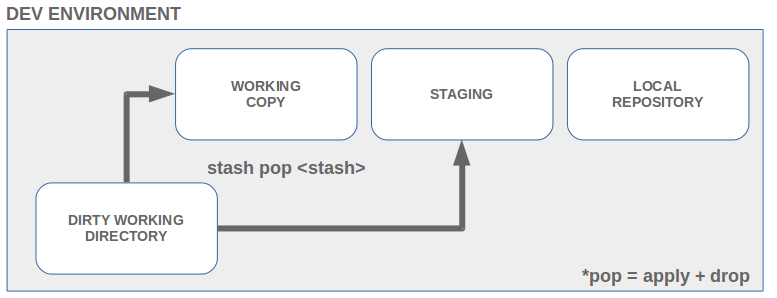 DEV ENVIRONMENT
WORKING
COPY
STAGING
LOCAL
REPOSITORY
stash pop <stash>
DIRTY WORKING
DIRECTORY
*pop = apply + drop